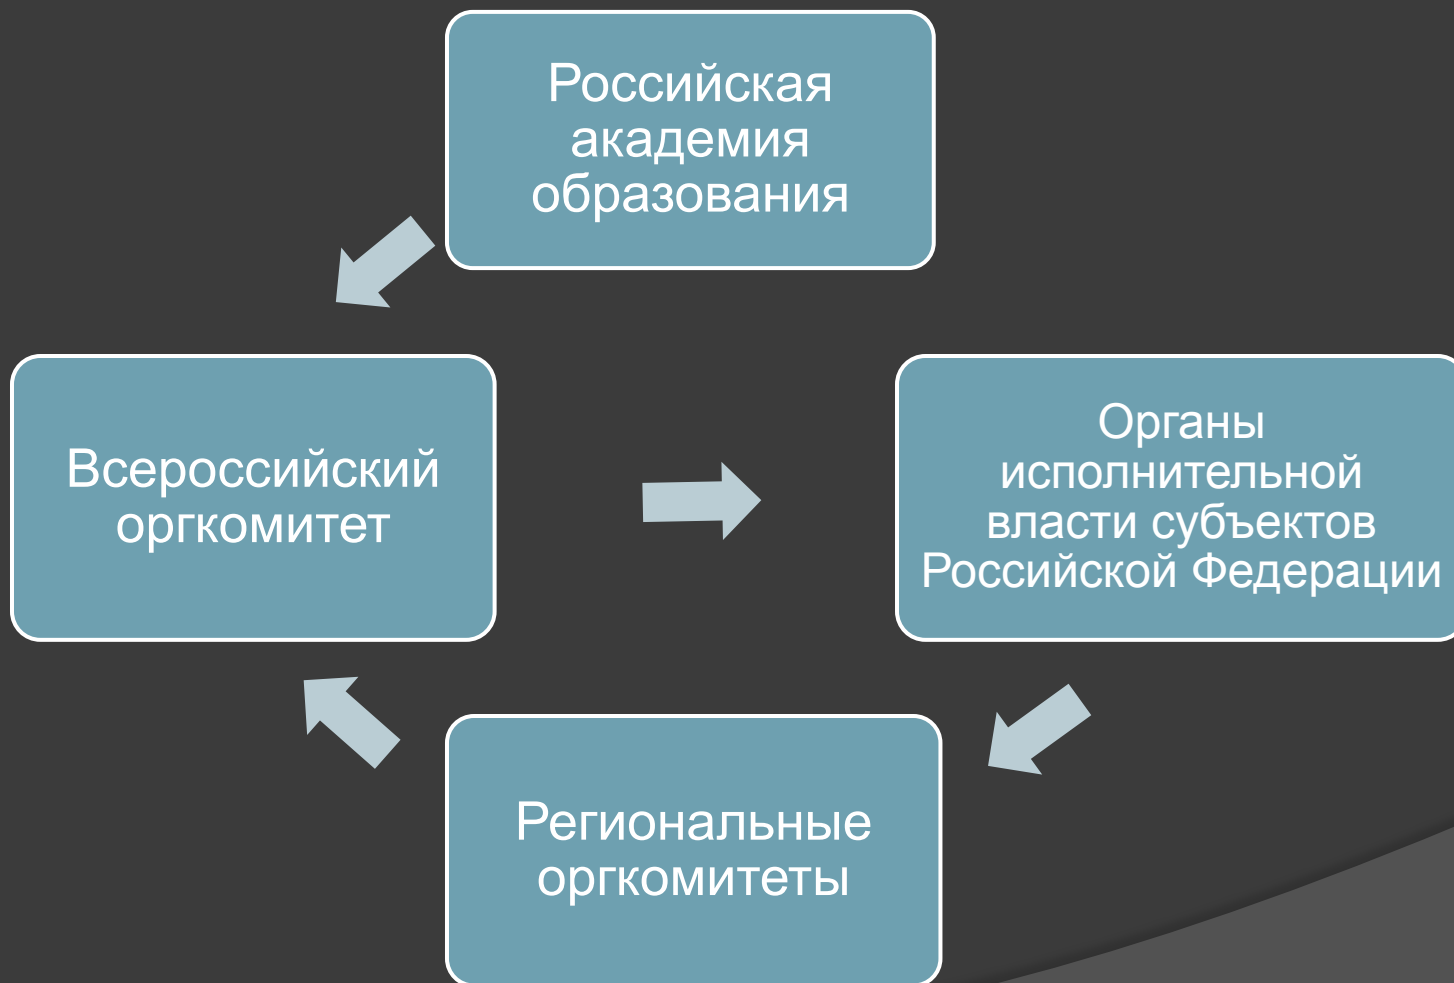 Российская
академия
образования
Всероссийский
оргкомитет
Органы
исполнительной
власти субъектов
Российской Федерации
Региональные
оргкомитеты